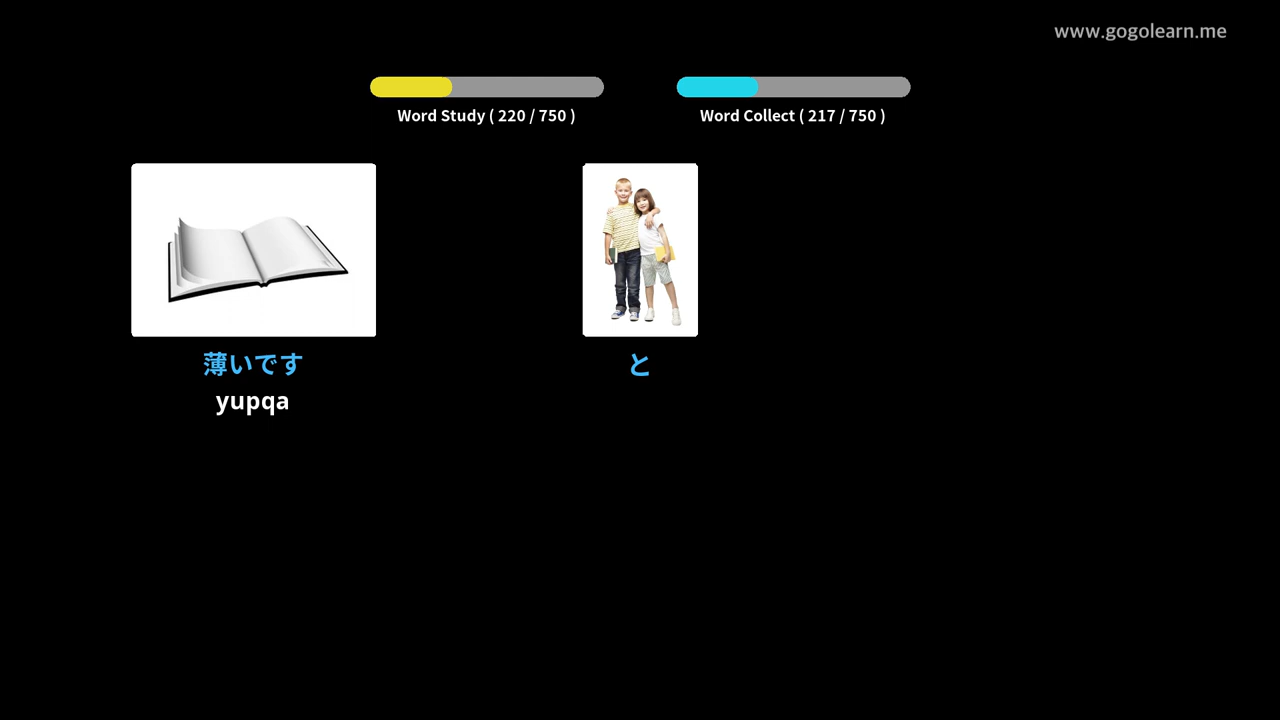 www.gogolearn.me
Word Study ( 220 / 750 )
Word Collect ( 217 / 750 )
薄いです
yupqa
と